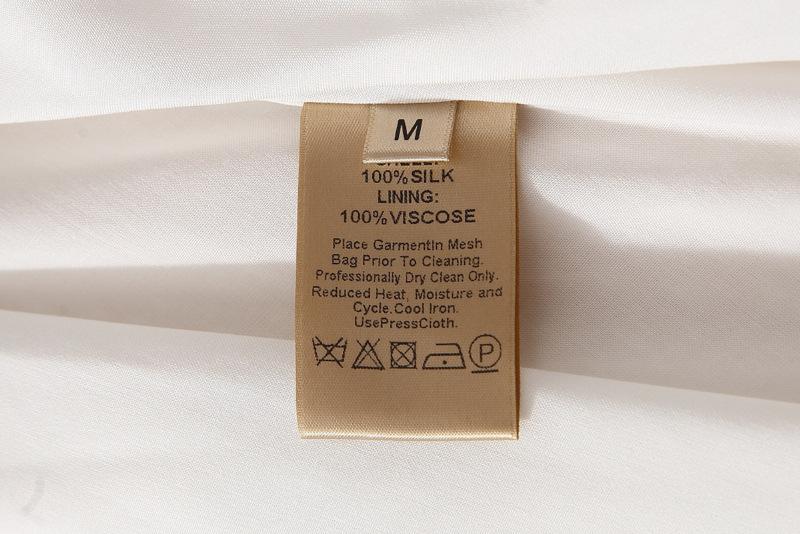 M
100%SILK
LINING:
100%VISCOSE
Place GarmentIn Mesh
Bag Prior To Cleaning.
Professionally Dry Clean Only.
Reduced Heat, Moisture and
Cycle.Cool Iron.
UsePressCloth.
P